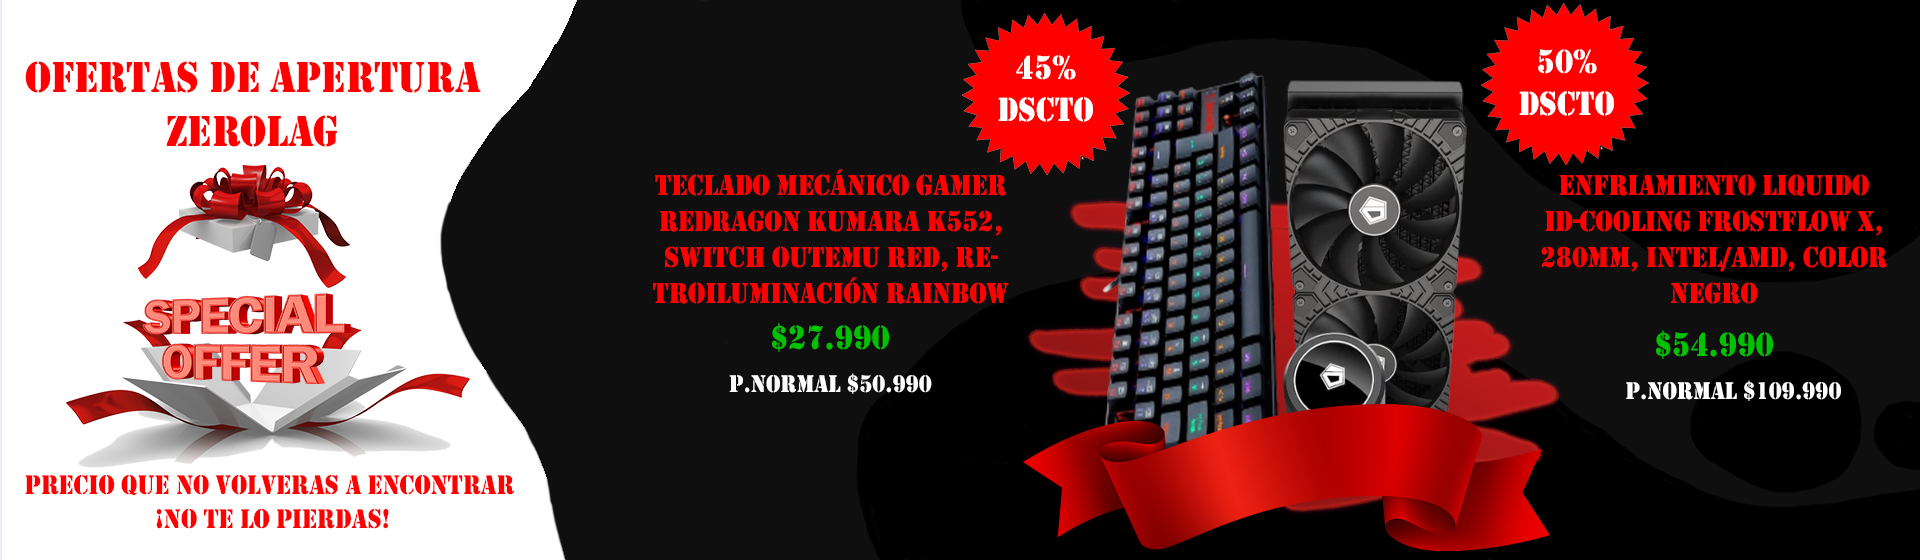 OFERTAS DE APERTURA
ZEROLAG
SPECIAL
OFFER
PRECIO QUE NO VOLVERAS A ENCONTRAR
¡NO TE LO PIERDAS!
45%
DSCTO
TECLADO MECÁNICO GAMER
REDRAGON KUMARA K552,
SWITCH OUTEMU RED, RE-
TROILUMINACIÓN RAINBOW
$27.990
P.NORMAL $50.990
50%
DSCTO
ENFRIAMIENTO LIQUIDO
ID-COOLING FROSTFLOW X,
280MM, INTEL/AMD, COLOR
NEGRO
$54.990
P.NORMAL $109.990